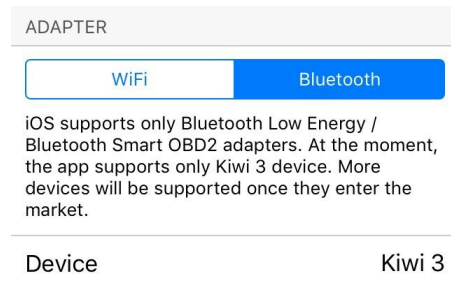 ADAPTER
WiFi Bluetooth
iOS supports only Bluetooth Low Energy /
Bluetooth Smart OBD2 adapters. At the moment,
the app supports only Kiwi 3 device. More
devices will be supported once they enter the
market.
Device Kiwi 3